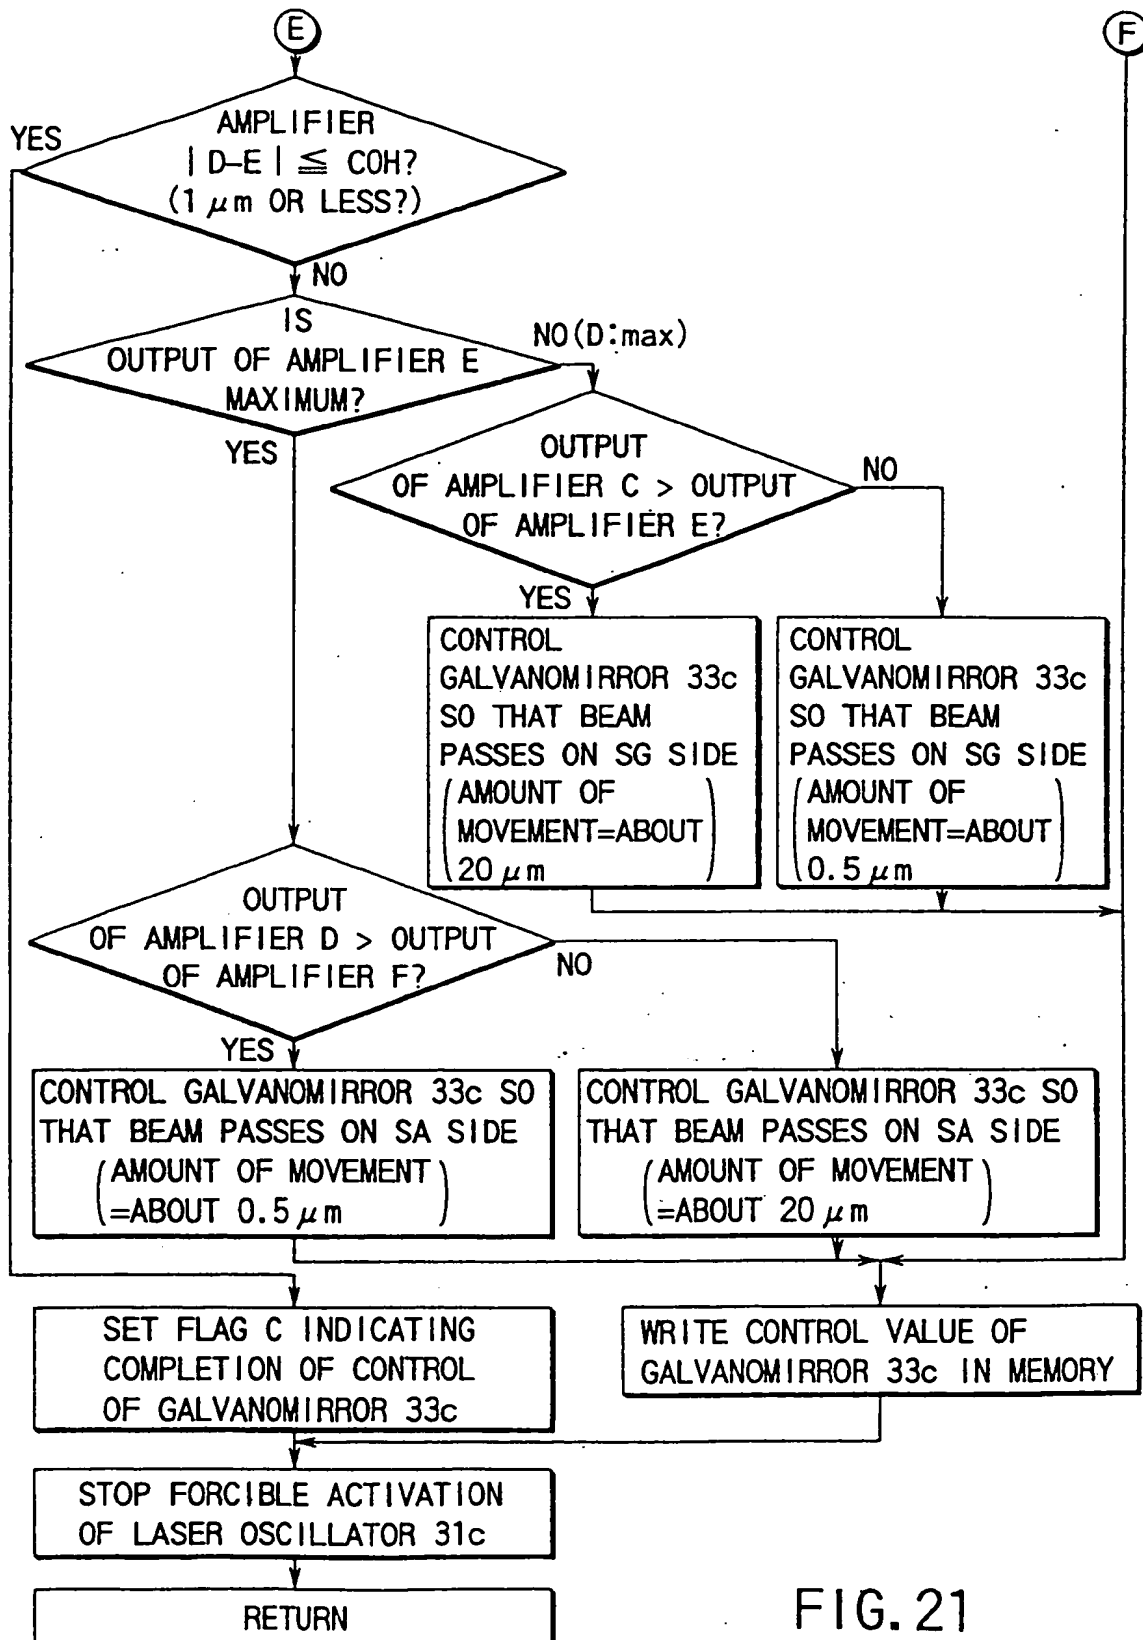 E
F
AMPLIFIER
| D-E | ≦ COH?
(1 μm OR LESS?)
YES
NO
IS
OUTPUT OF AMPLIFIER E
MAXIMUM?
NO(D:max)
YES
OUTPUT
OF AMPLIFIER C > OUTPUT
OF AMPLIFIER E?
NO
YES
CONTROL
GALVANOMIRROR 33c
SO THAT BEAM
PASSES ON SG SIDE
(AMOUNT OF
MOVEMENT=ABOUT
20 μm)
CONTROL
GALVANOMIRROR 33c
SO THAT BEAM
PASSES ON SG SIDE
(AMOUNT OF
MOVEMENT=ABOUT
0.5 μm)
OUTPUT
OF AMPLIFIER D > OUTPUT
OF AMPLIFIER F?
NO
YES
CONTROL GALVANOMIRROR 33c SO
THAT BEAM PASSES ON SA SIDE
(AMOUNT OF MOVEMENT
=ABOUT 0.5 μm)
CONTROL GALVANOMIRROR 33c SO
THAT BEAM PASSES ON SA SIDE
(AMOUNT OF MOVEMENT
=ABOUT 20 μm)
SET FLAG C INDICATING
COMPLETION OF CONTROL
OF GALVANOMIRROR 33c
WRITE CONTROL VALUE OF
GALVANOMIRROR 33c IN MEMORY
STOP FORCIBLE ACTIVATION
OF LASER OSCILLATOR 31c
RETURN
FIG. 21